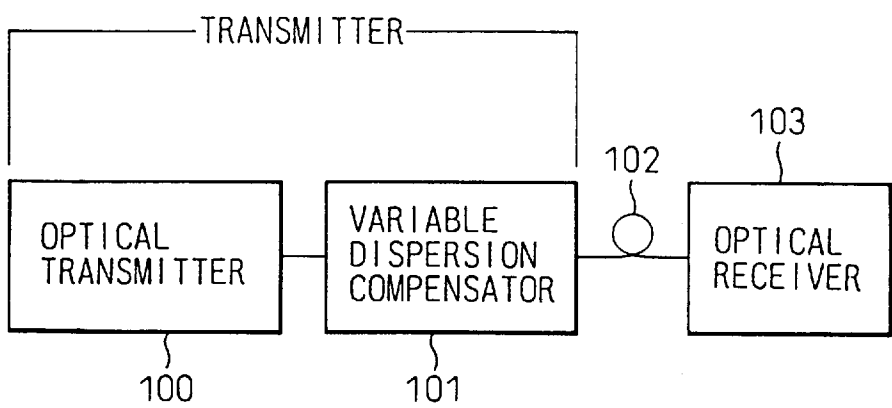 TRANSMITTER
103
102
OPTICAL
TRANSMITTER
VARIABLE
DISPERSION
COMPENSATOR
OPTICAL
RECEIVER
100
101